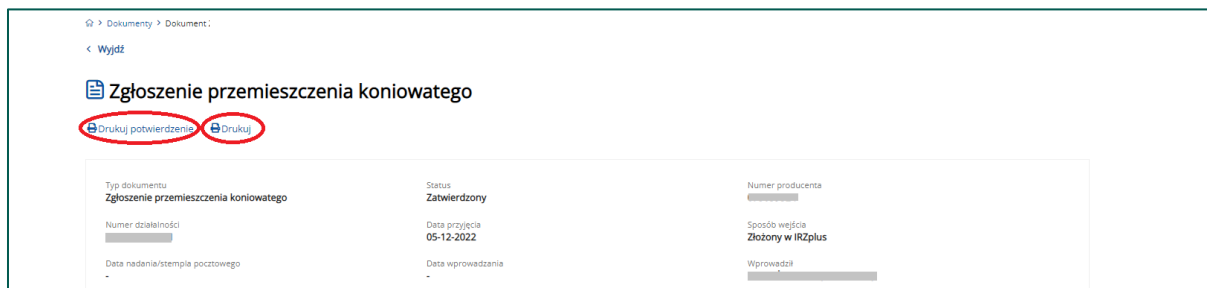 Dokumenty > Dokument
< Wyjdź
Zgłoszenie przemieszczenia koniowatego
Drukuj potwierdzenie Drukuj
Typ dokumentu Status Numer producenta
Zgłoszenie przemieszczenia koniowatego Zatwierdzony
Numer działalności Data przyjęcia Sposób wejścia
05-12-2022 Złożony w IRZplus
Data nadania/stempla pocztowego Data wprowadzania Wprowadził
- -